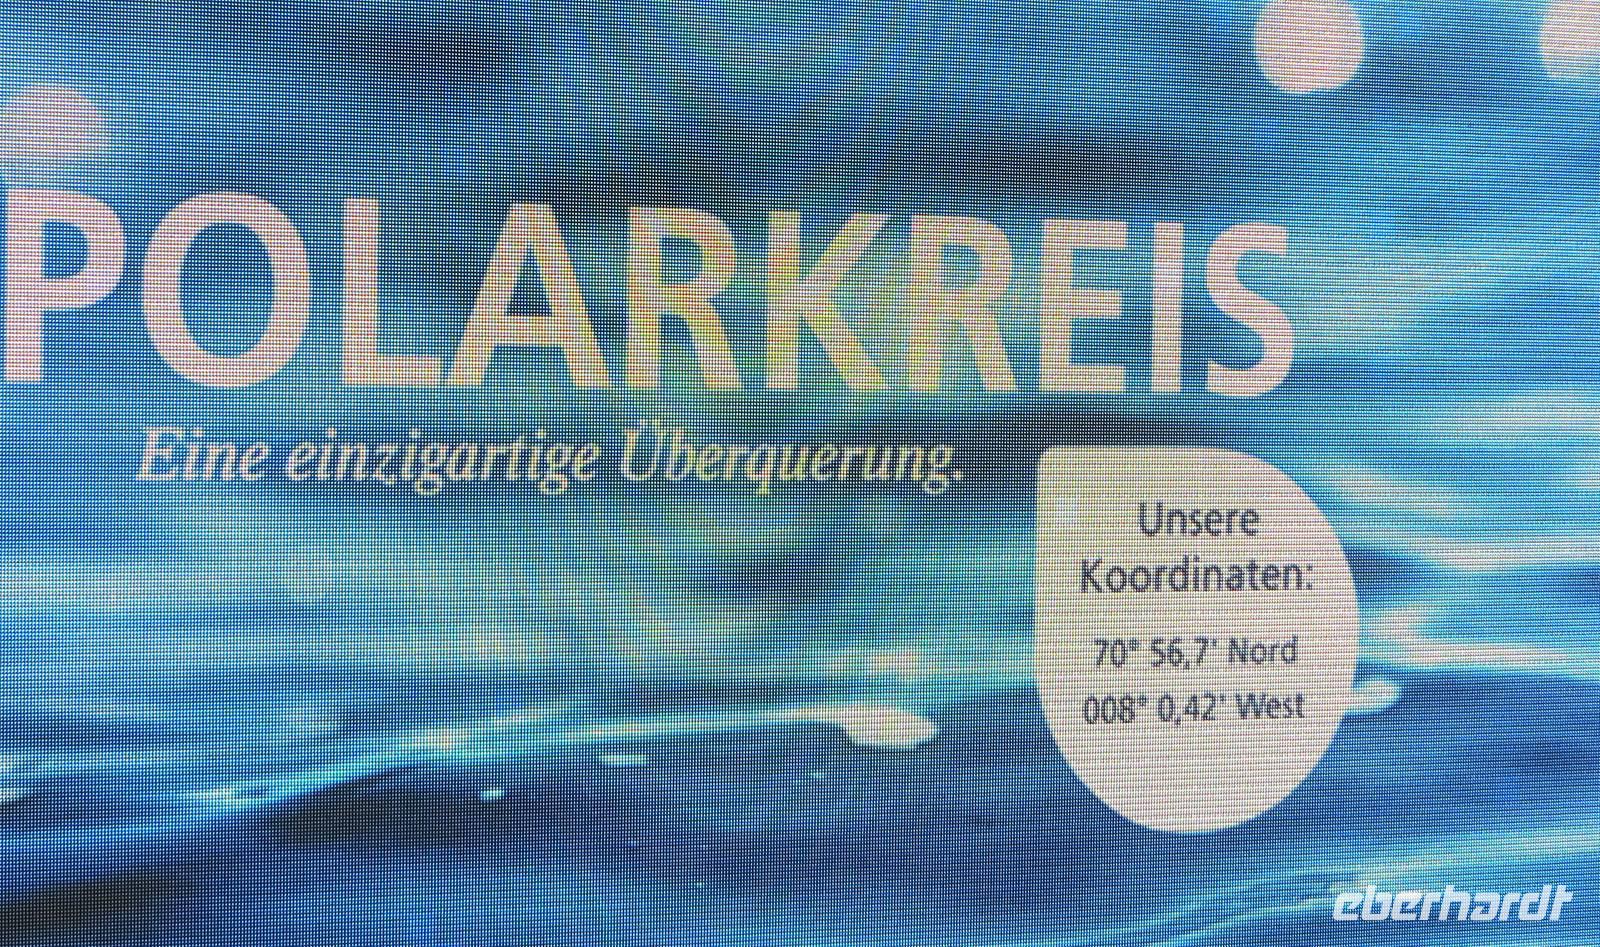 POLARKREIS
Eine einzigartige Überquerung.
Unsere
Koordinaten:
70° 56,7' Nord
008° 0,42' West
eberhardt